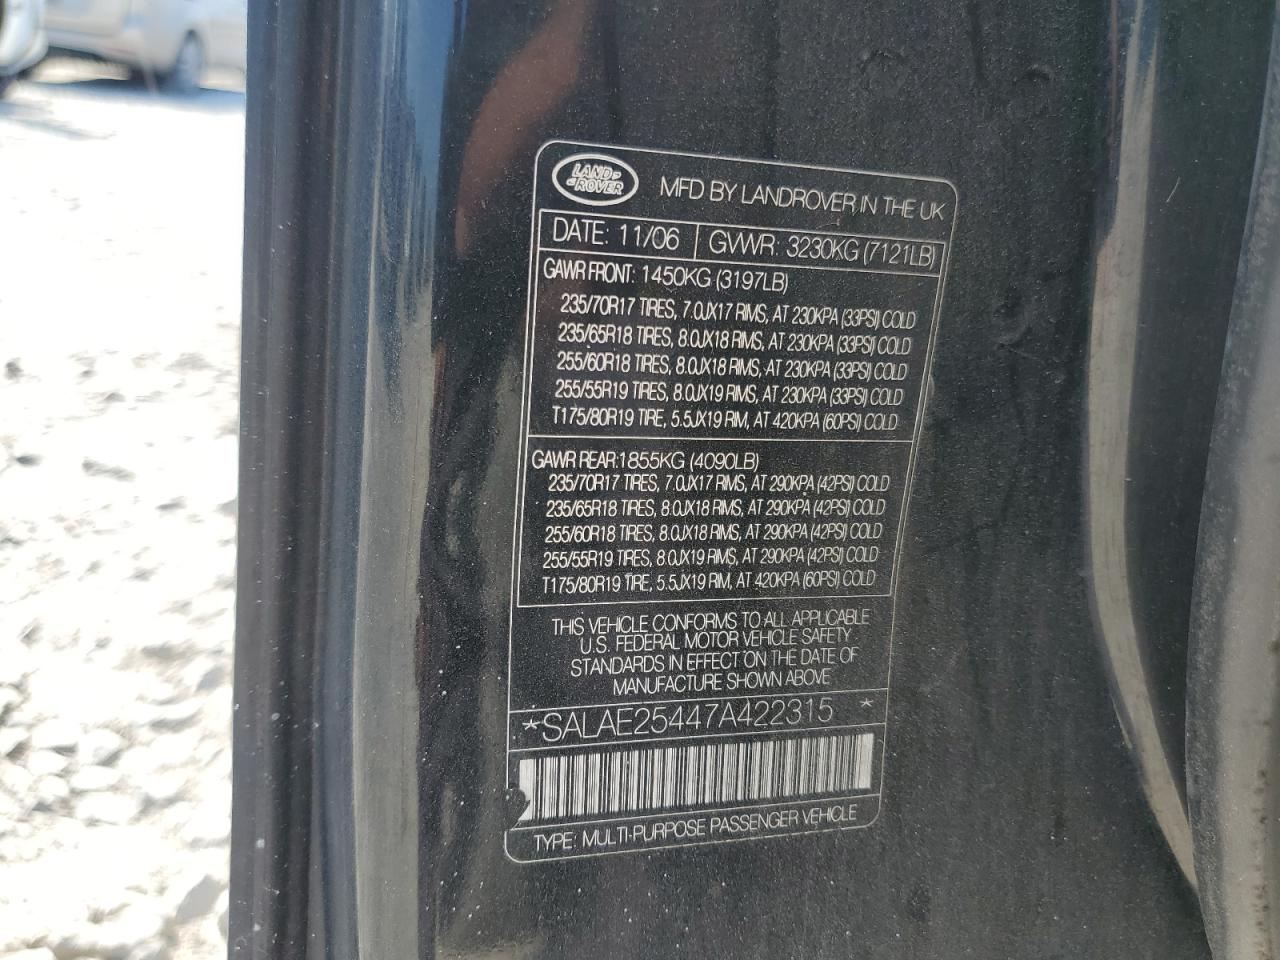 LAND ROVER
MFD BY LANDROVER IN THE UK
DATE: 11/06 GVWR: 3230KG (7121LB)
GAWR FRONT: 1450KG (3197LB)
235/70R17 TIRES, 7.0JX17 RIMS, AT 230KPA (33PSI) COLD
235/65R18 TIRES, 8.0JX18 RIMS, AT 230KPA (33PSI) COLD
255/60R18 TIRES, 8.0JX18 RIMS, AT 230KPA (33PSI) COLD
255/55R19 TIRES, 8.0JX19 RIMS, AT 230KPA (33PSI) COLD
T175/80R19 TIRE, 5.5JX19 RIM, AT 420KPA (60PSI) COLD
GAWR REAR:1855KG (4090LB)
235/70R17 TIRES, 7.0JX17 RIMS, AT 290KPA (42PSI) COLD
235/65R18 TIRES, 8.0JX18 RIMS, AT 290KPA (42PSI) COLD
255/60R18 TIRES, 8.0JX18 RIMS, AT 290KPA (42PSI) COLD
255/55R19 TIRES, 8.0JX19 RIMS, AT 290KPA (42PSI) COLD
T175/80R19 TIRE, 5.5JX19 RIM, AT 420KPA (60PSI) COLD
THIS VEHICLE CONFORMS TO ALL APPLICABLE
U.S. FEDERAL MOTOR VEHICLE SAFETY
STANDARDS IN EFFECT ON THE DATE OF
MANUFACTURE SHOWN ABOVE
*SALAE25447A422315 *
TYPE: MULTI-PURPOSE PASSENGER VEHICLE